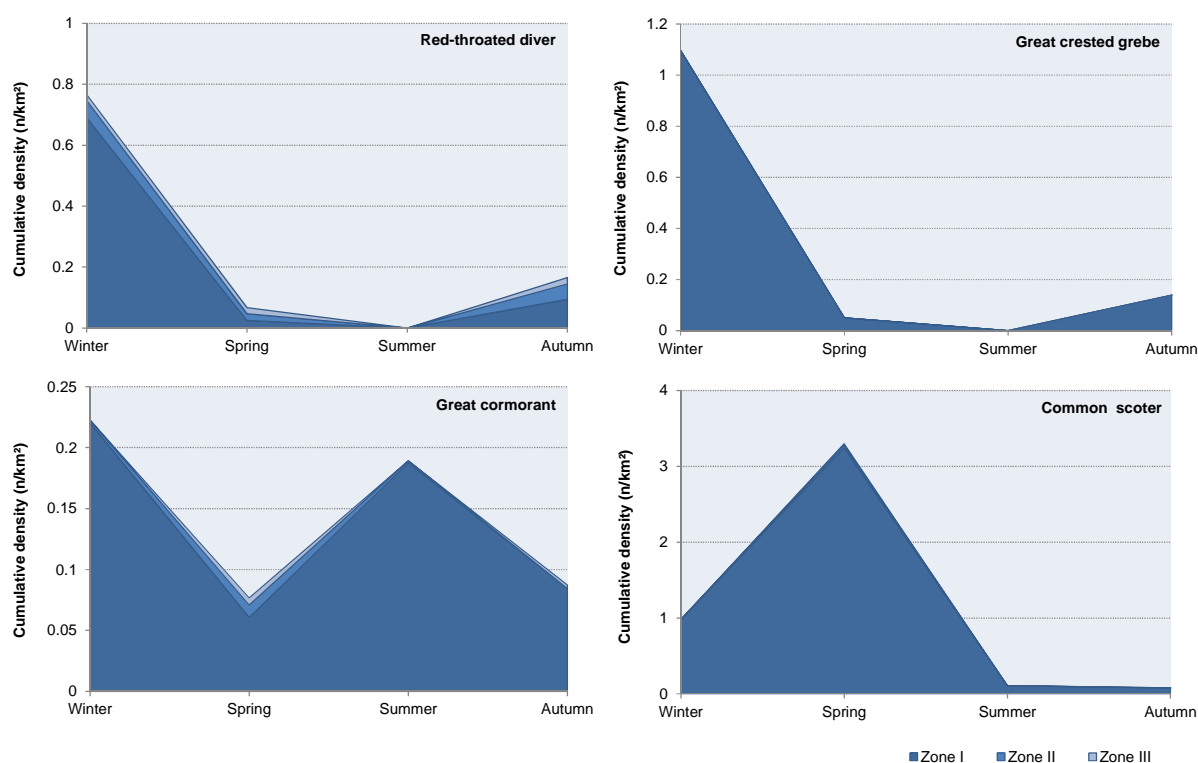 Red-throated diver
Cumulative density (n/km²)
1
0.8
0.6
0.4
0.2
0
Winter Spring Summer Autumn
Great crested grebe
Cumulative density (n/km²)
1.2
1
0.8
0.6
0.4
0.2
0
Winter Spring Summer Autumn
Great cormorant
Cumulative density (n/km²)
0.25
0.2
0.15
0.1
0.05
0
Winter Spring Summer Autumn
Common scoter
Cumulative density (n/km²)
4
3
2
1
0
Winter Spring Summer Autumn
Zone I Zone II Zone III